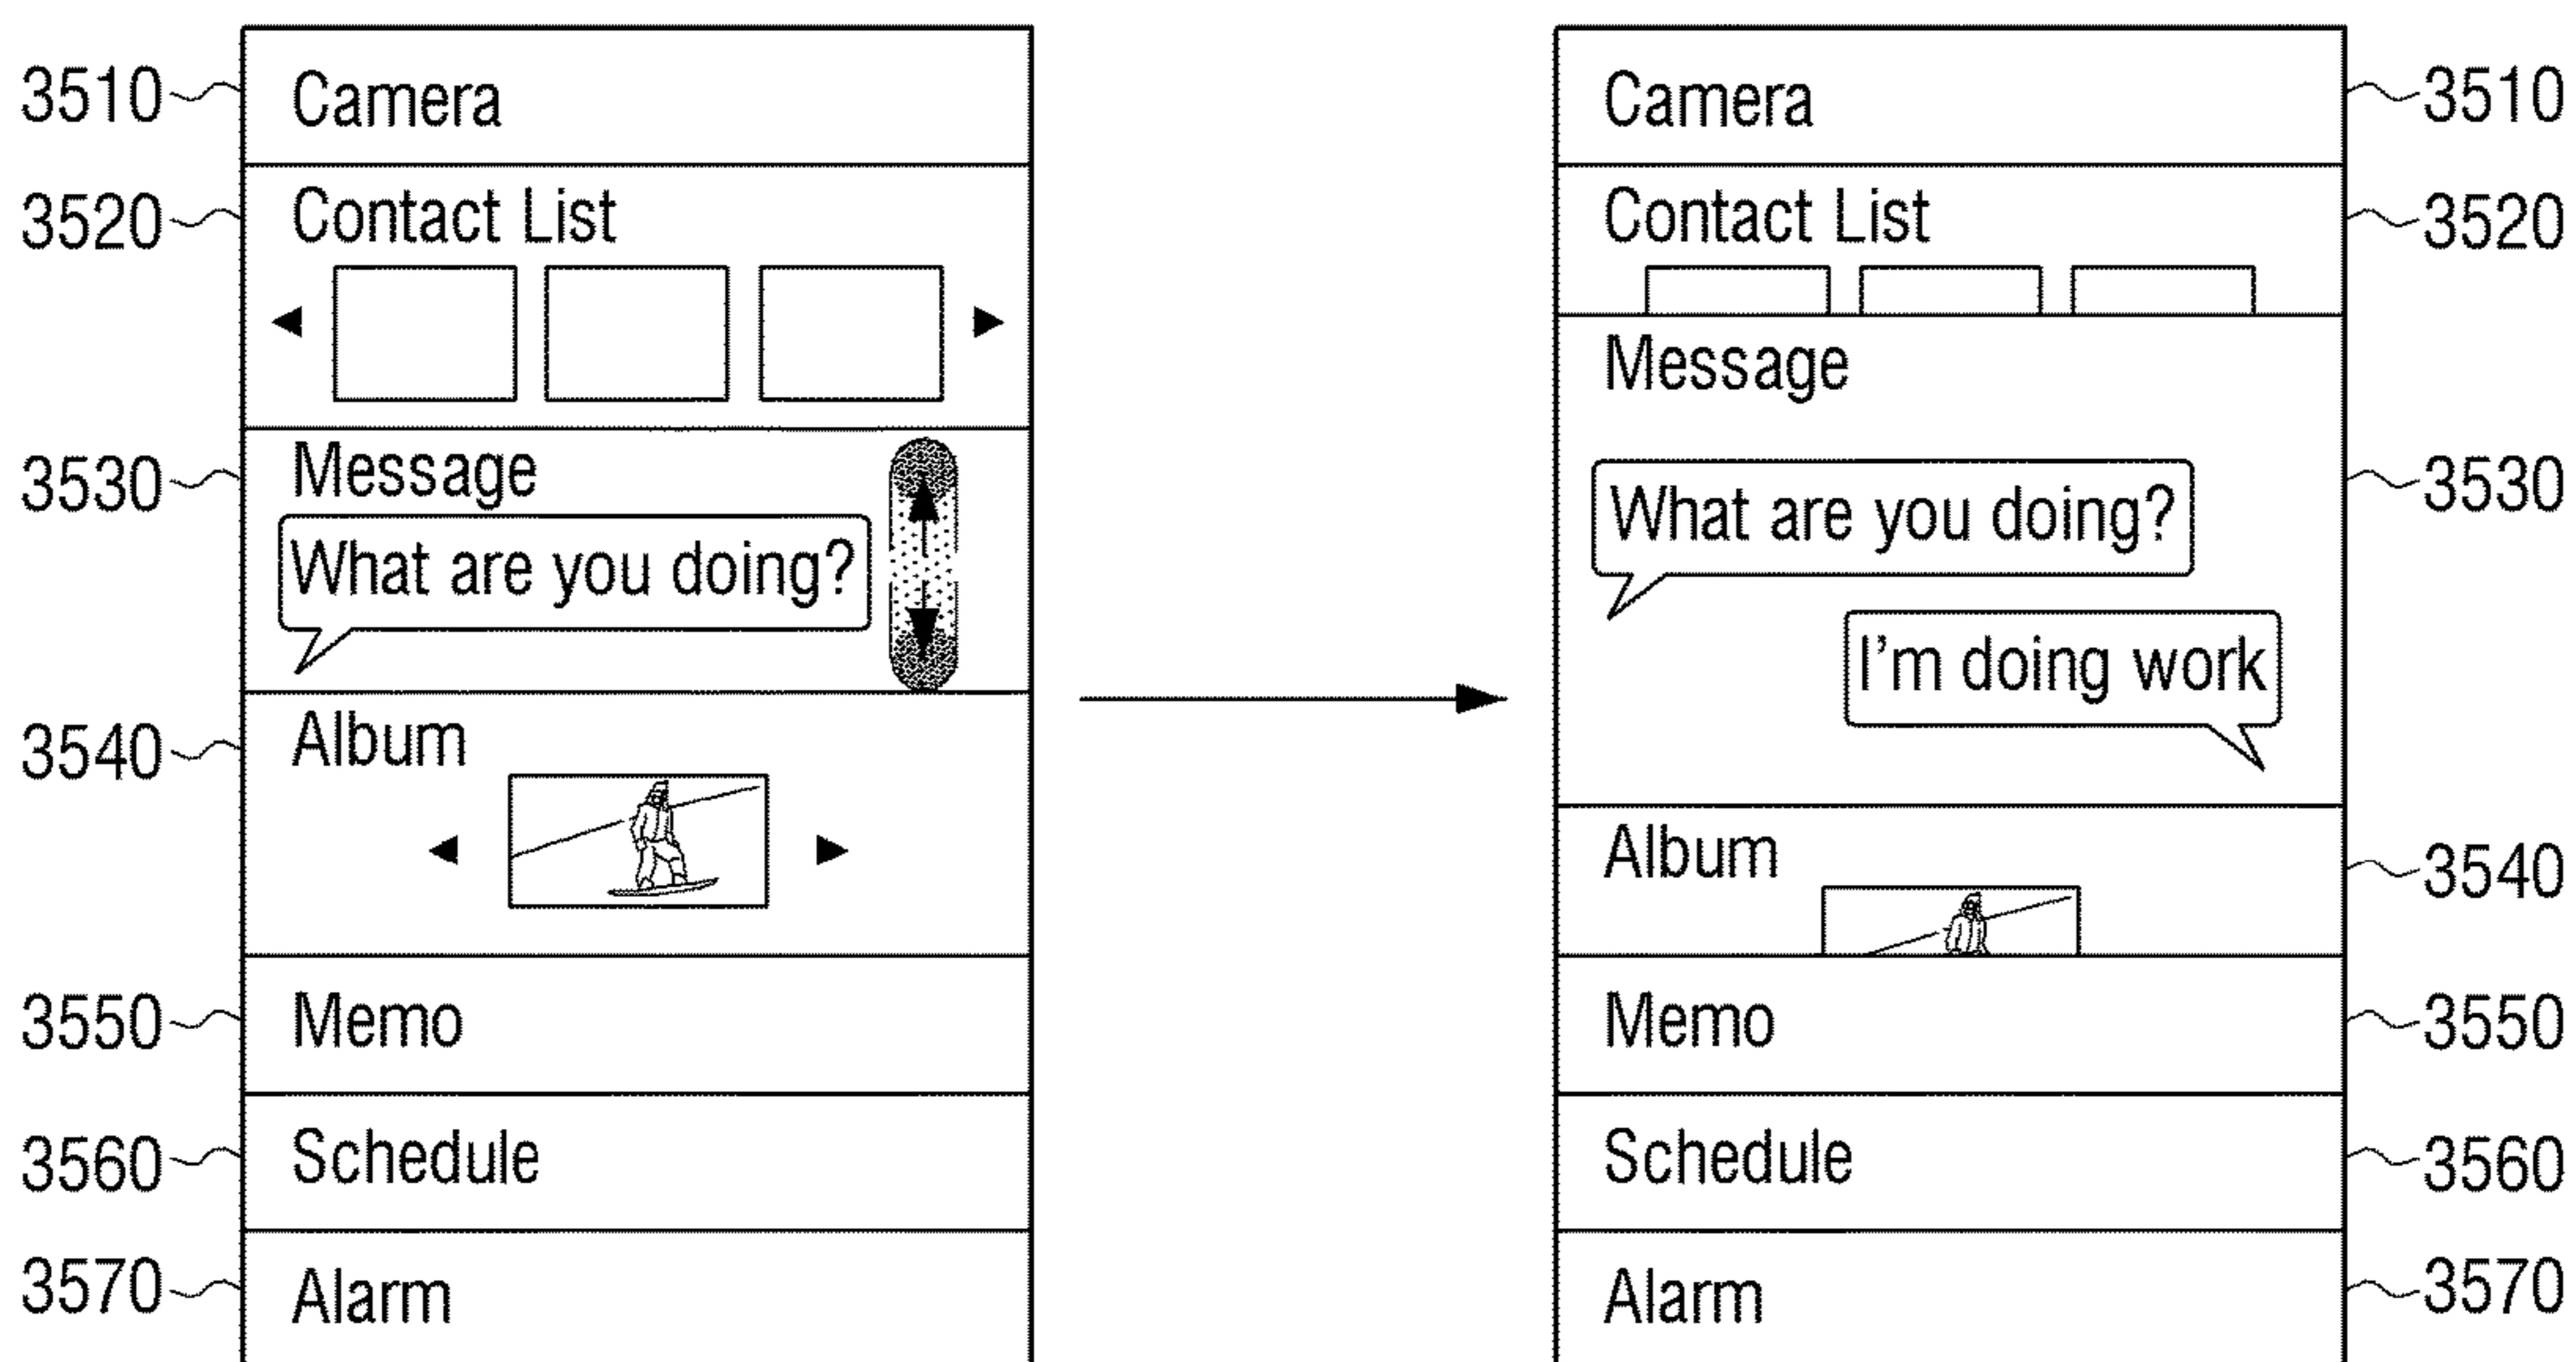 3510
Camera
3520
Contact List
3530
Message
What are you doing?
3540
Album
3550
Memo
3560
Schedule
3570
Alarm
Camera
3510
Contact List
3520
Message
What are you doing?
3530
I'm doing work
Album
3540
Memo
3550
Schedule
3560
Alarm
3570